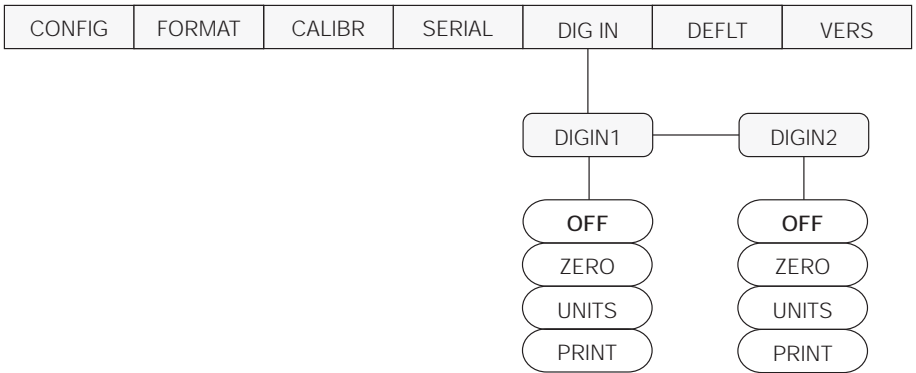 CONFIG FORMAT CALIBR SERIAL DIG IN DEFLT VERS
DIGIN1 DIGIN2
OFF OFF
ZERO ZERO
UNITS UNITS
PRINT PRINT